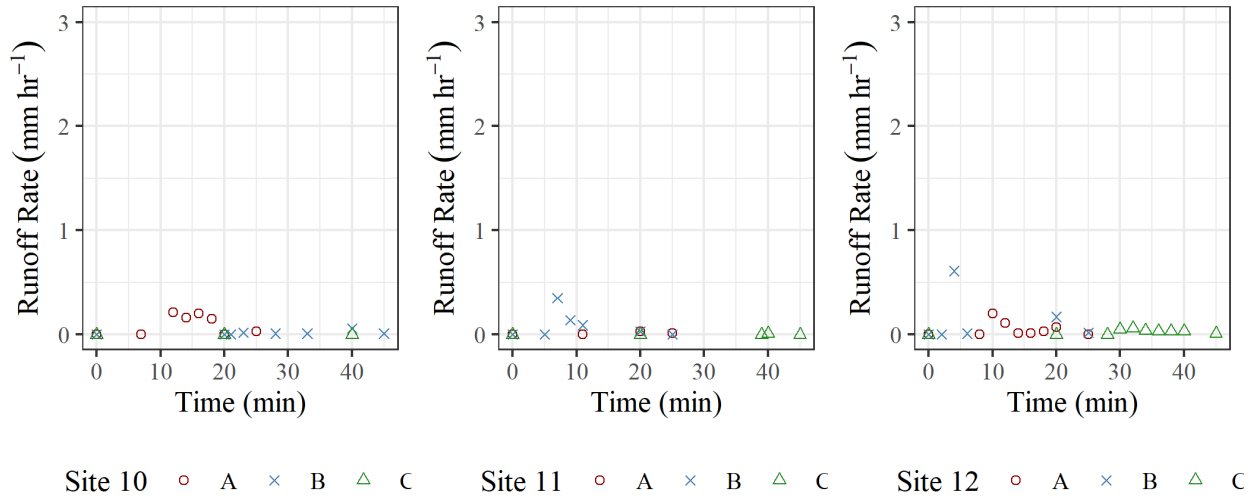 Runoff Rate (mm hr⁻¹)
3
2
1
0
0 10 20 30 40
Time (min)
Site 10 A B C
Runoff Rate (mm hr⁻¹)
3
2
1
0
0 10 20 30 40
Time (min)
Site 11 A B C
Runoff Rate (mm hr⁻¹)
3
2
1
0
0 10 20 30 40
Time (min)
Site 12 A B C